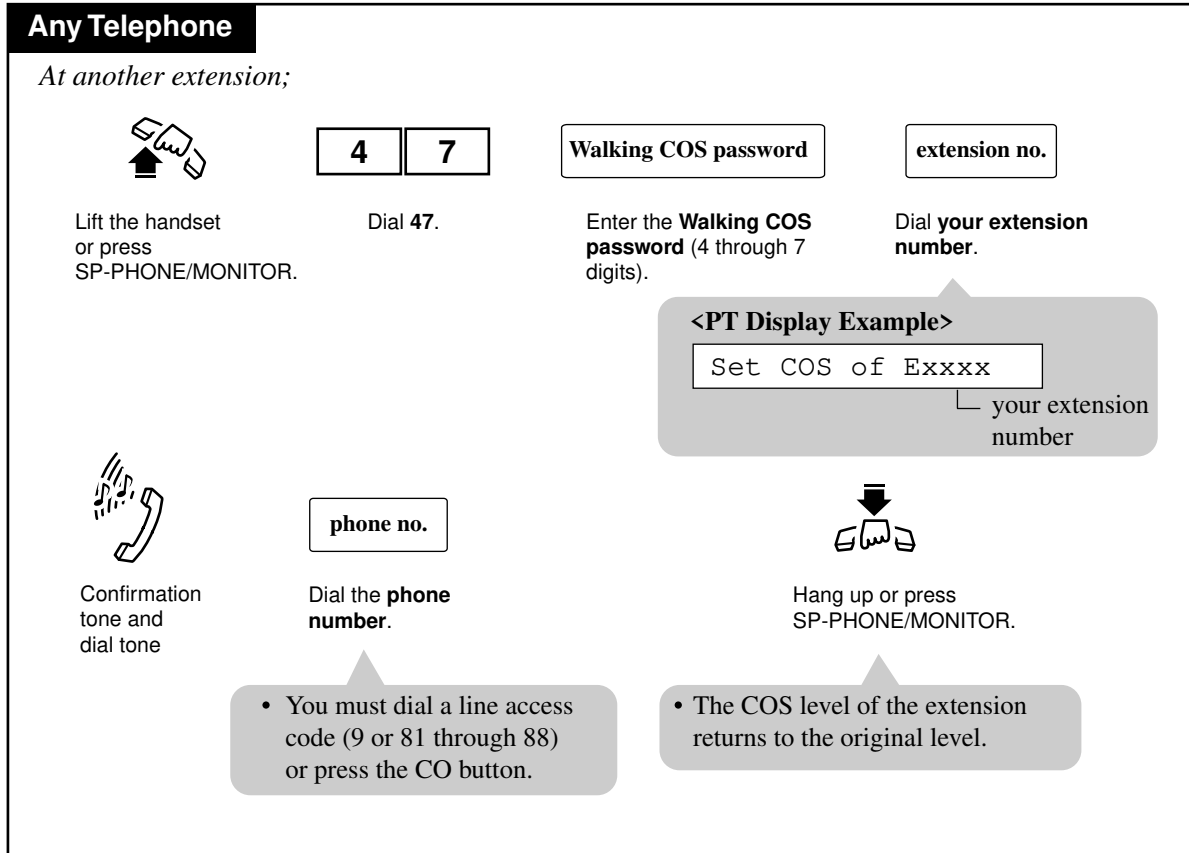 Any Telephone
At another extension;
4 7
Walking COS password
extension no.
Lift the handset
or press
SP-PHONE/MONITOR.
Dial 47.
Enter the Walking COS
password (4 through 7
digits).
Dial your extension
number.
<PT Display Example>
Set COS of Exxxx
your extension
number
phone no.
Confirmation
tone and
dial tone
Dial the phone
number.
Hang up or press
SP-PHONE/MONITOR.
• You must dial a line access
code (9 or 81 through 88)
or press the CO button.
• The COS level of the extension
returns to the original level.